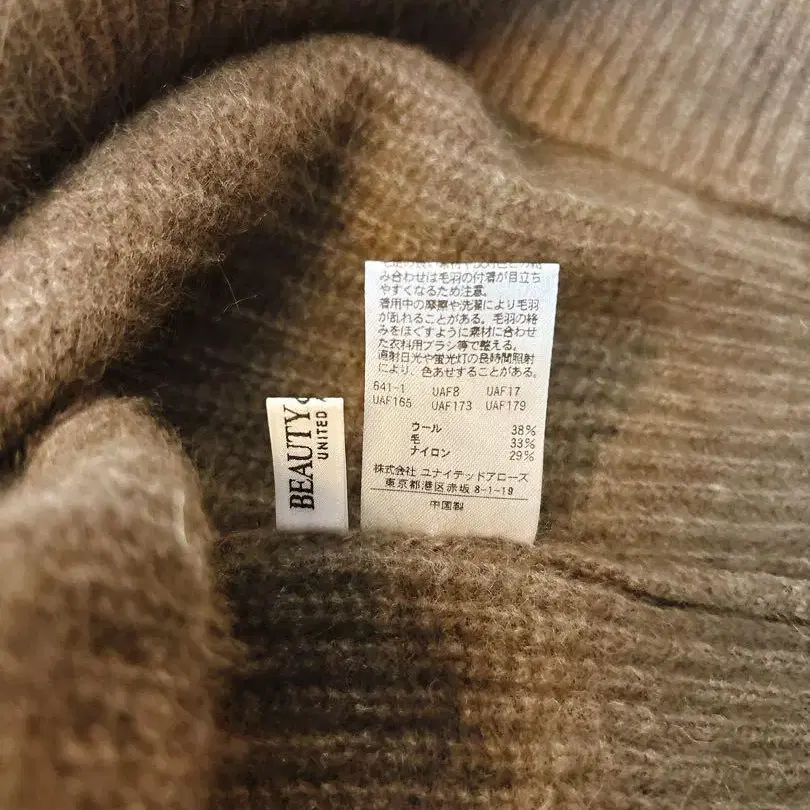 み合わせは毛羽の付着が目立ち
やすくなるため注意。
着用中の摩擦や洗濯により毛羽
が乱れることがある。毛羽の絡
みをほぐすように素材に合わせ
た衣料用ブラシ等で整える。
直射日光や蛍光灯の長時間照射
により、色あせすることがある。
641-1 UAF8 UAF17
UAF165 UAF173 UAF179
ウール 38%
毛 33%
ナイロン 29%
株式会社 ユナイテッドアローズ
東京都港区赤坂 8-1-19
中国製
BEAUTY
UNITED